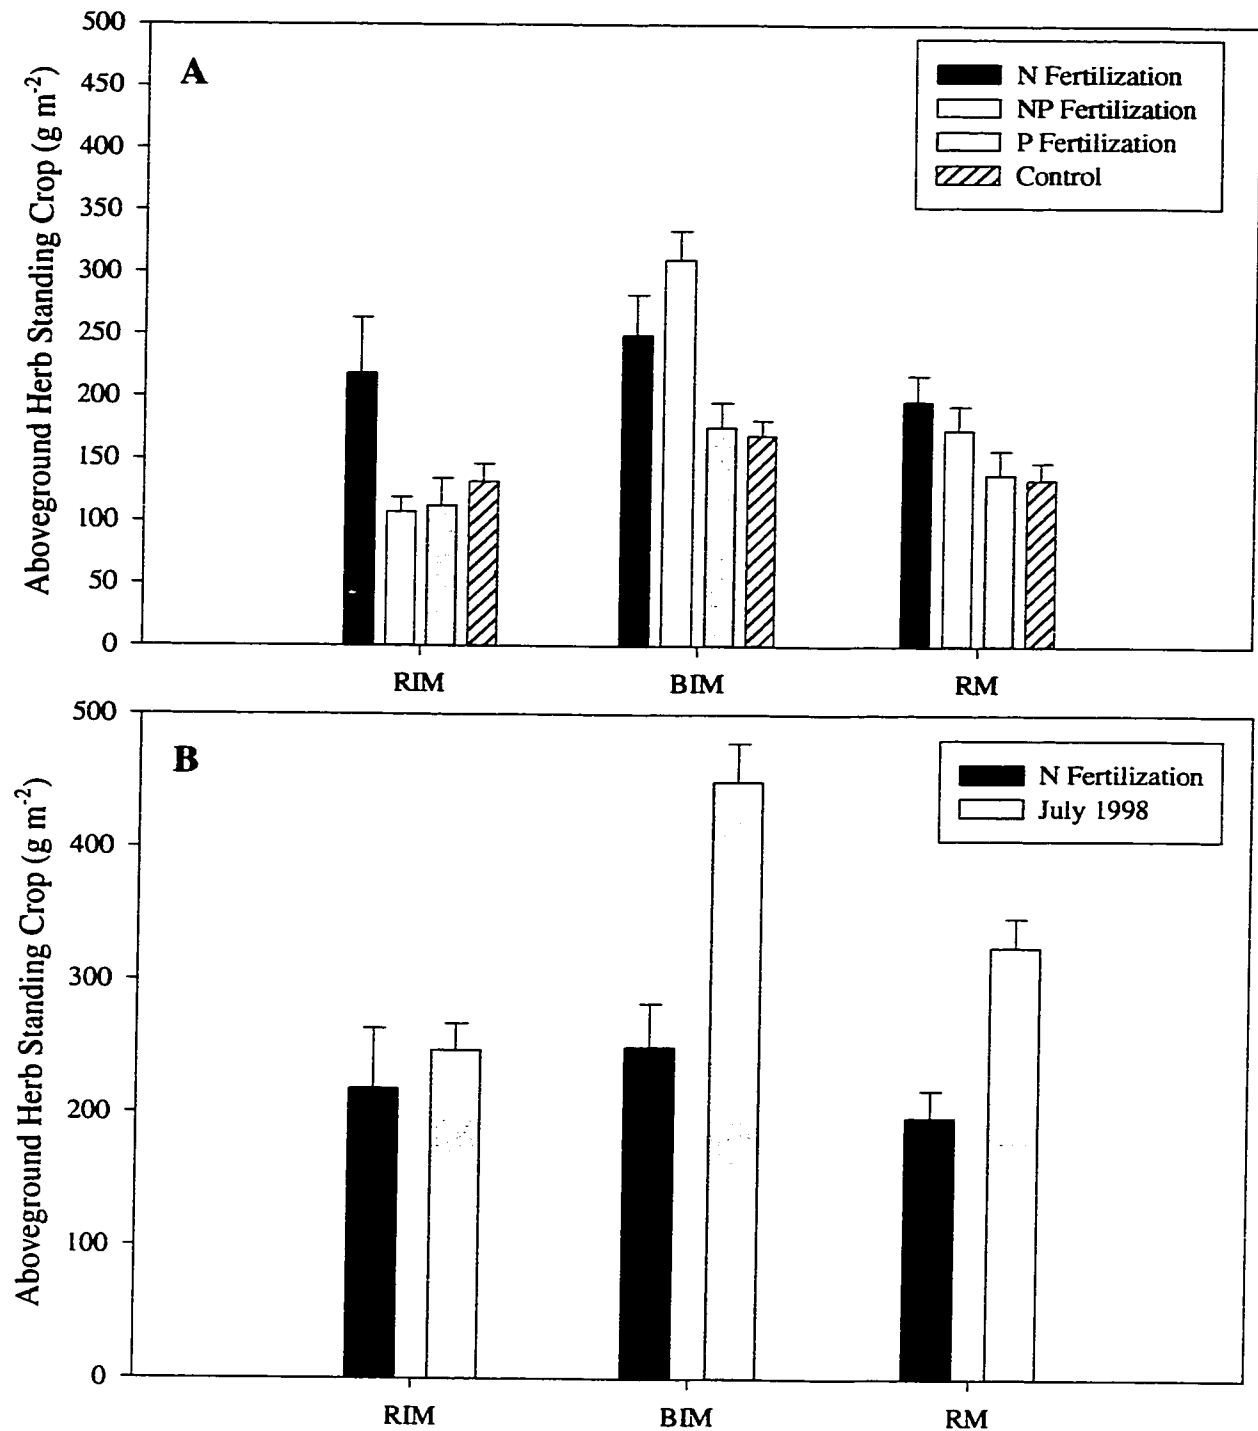 A
Aboveground Herb Standing Crop (g m-2)
500
450
400
350
300
250
200
150
100
50
0
N Fertilization
NP Fertilization
P Fertilization
Control
RIM
BIM
RM
B
Aboveground Herb Standing Crop (g m-2)
500
400
300
200
100
0
N Fertilization
July 1998
RIM
BIM
RM